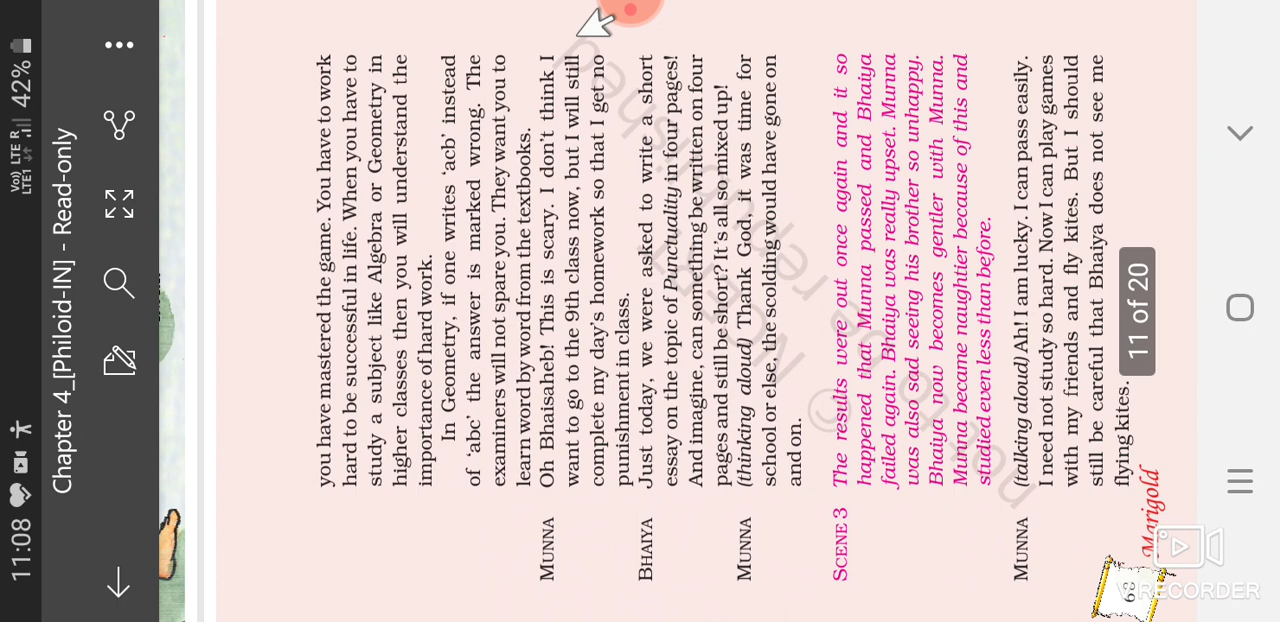 11:08
Vo)) LTE R
LTE1
42%
Chapter 4_[Philoid-IN] - Read-only
you have mastered the game. You have to work
hard to be successful in life. When you have to
study a subject like Algebra or Geometry in
higher classes then you will understand the
importance of hard work.
In Geometry, if one writes ‘acb’ instead
of ‘abc’ the answer is marked wrong. The
examiners will not spare you. They want you to
learn word by word from the textbooks.
MUNNA Oh Bhaisaheb! This is scary. I don’t think I
want to go to the 9th class now, but I will still
complete my day’s homework so that I get no
punishment in class.
BHAIYA Just today, we were asked to write a short
essay on the topic of Punctuality in four pages!
And imagine, can something be written on four
pages and still be short? It’s all so mixed up!
MUNNA (thinking aloud) Thank God, it was time for
school or else, the scolding would have gone on
and on.
SCENE 3 The results were out once again and it so
happened that Munna passed and Bhaiya
failed again. Bhaiya was really upset. Munna
was also sad seeing his brother so unhappy.
Bhaiya now becomes gentler with Munna.
Munna became naughtier because of this and
studied even less than before.
MUNNA (talking aloud) Ah! I am lucky. I can pass easily.
I need not study so hard. Now I can play games
with my friends and fly kites. But I should
still be careful that Bhaiya does not see me
flying kites.
11 of 20
68
Marigold
© NCERT
not to be republished
V RECORDER